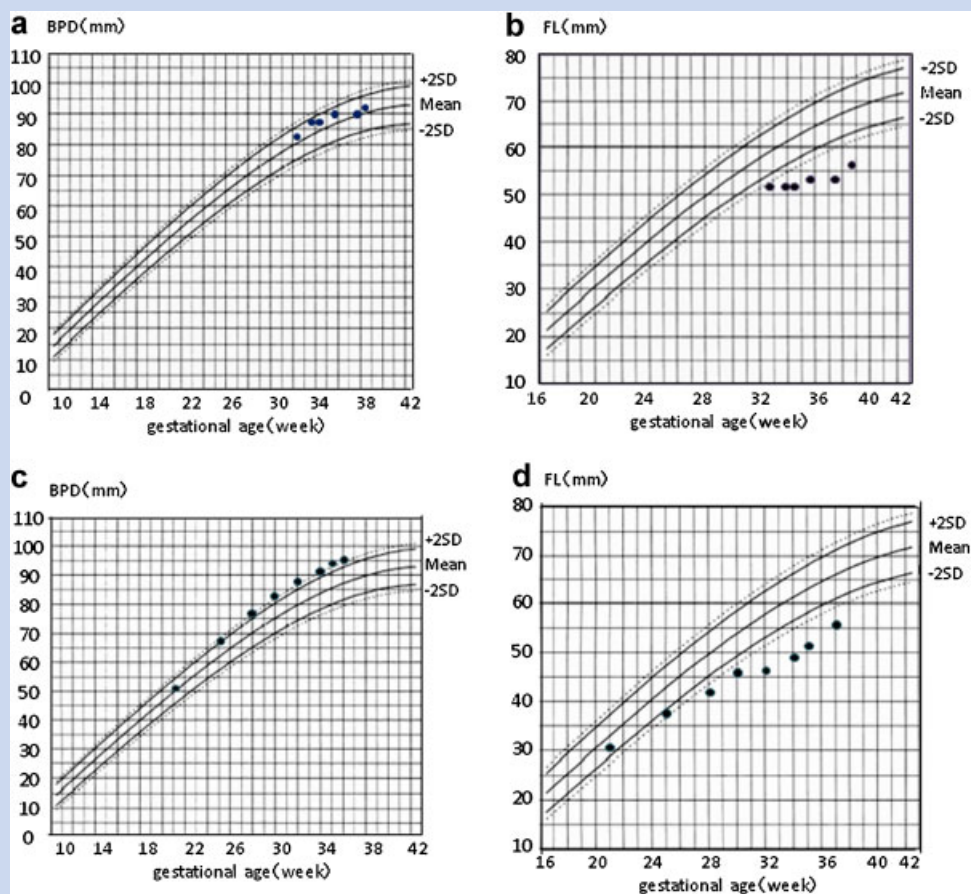 a BPD(mm)
110
100
90
80
70
60
50
40
30
20
10
0
+2SD
Mean
-2SD
10 14 18 22 26 30 34 38 42
gestational age(week)
b FL(mm)
80
70
60
50
40
30
20
10
+2SD
Mean
-2SD
16 20 24 28 32 36 40 42
gestational age(week)
c BPD(mm)
110
100
90
80
70
60
50
40
30
20
10
0
+2SD
Mean
-2SD
10 14 18 22 26 30 34 38 42
gestational age(week)
d FL(mm)
80
70
60
50
40
30
20
10
+2SD
Mean
-2SD
16 20 24 28 32 36 40 42
gestational age(week)